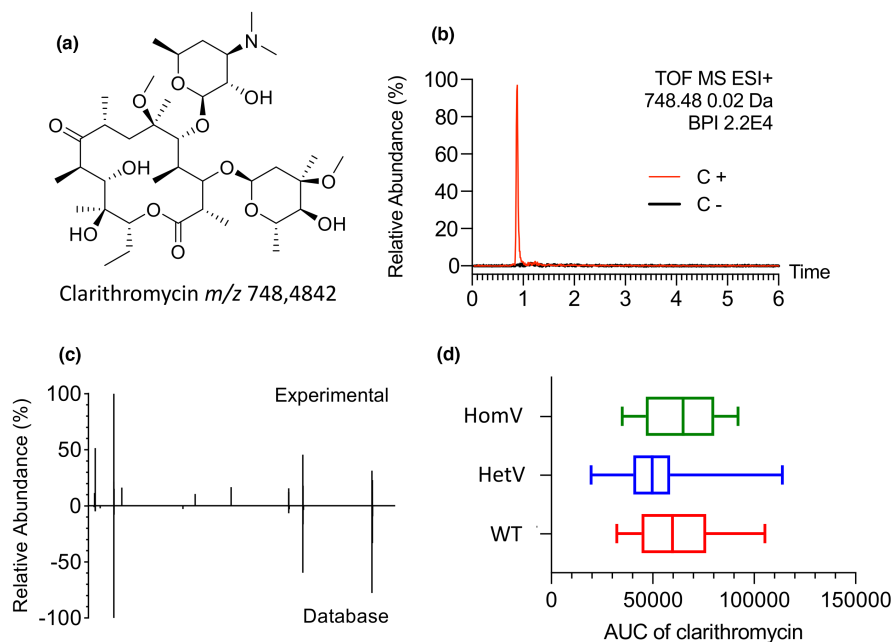 (a)
N
O
OH
O
O
O
OH
O
O
O
HO
O
O
OH
O
Clarithromycin m/z 748,4842
(b)
Relative Abundance (%)
100
80
60
40
20
0
TOF MS ESI+
748.48 0.02 Da
BPI 2.2E4
C +
C -
Time
0 1 2 3 4 5 6
(c)
Relative Abundance (%)
100
50
0
-50
-100
Experimental
Database
(d)
HomV
HetV
WT
0 50000 100000 150000
AUC of clarithromycin